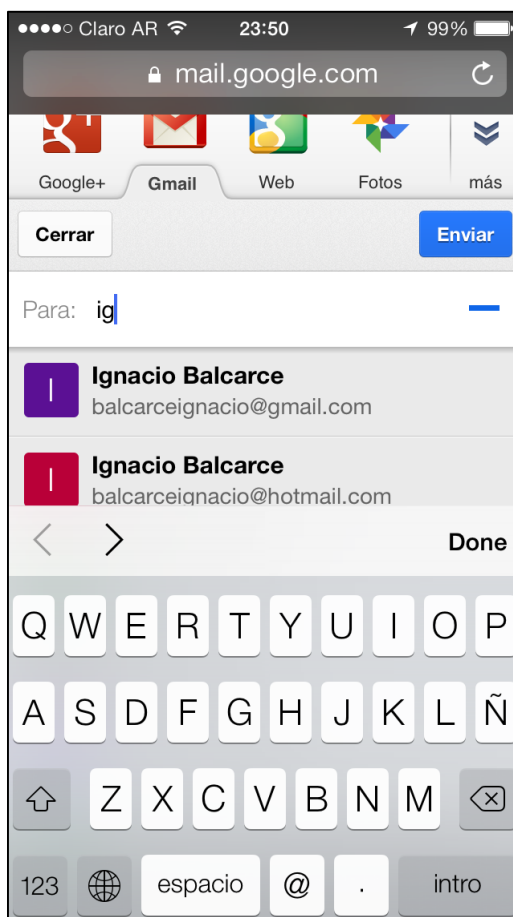 Claro AR 23:50 99%
mail.google.com
Google+ Gmail Web Fotos más
Cerrar Enviar
Para: ig
I Ignacio Balcarce
balcarceignacio@gmail.com
I Ignacio Balcarce
balcarceignacio@hotmail.com
Done
Q W E R T Y U I O P
A S D F G H J K L Ñ
Z X C V B N M
123 espacio @ . intro